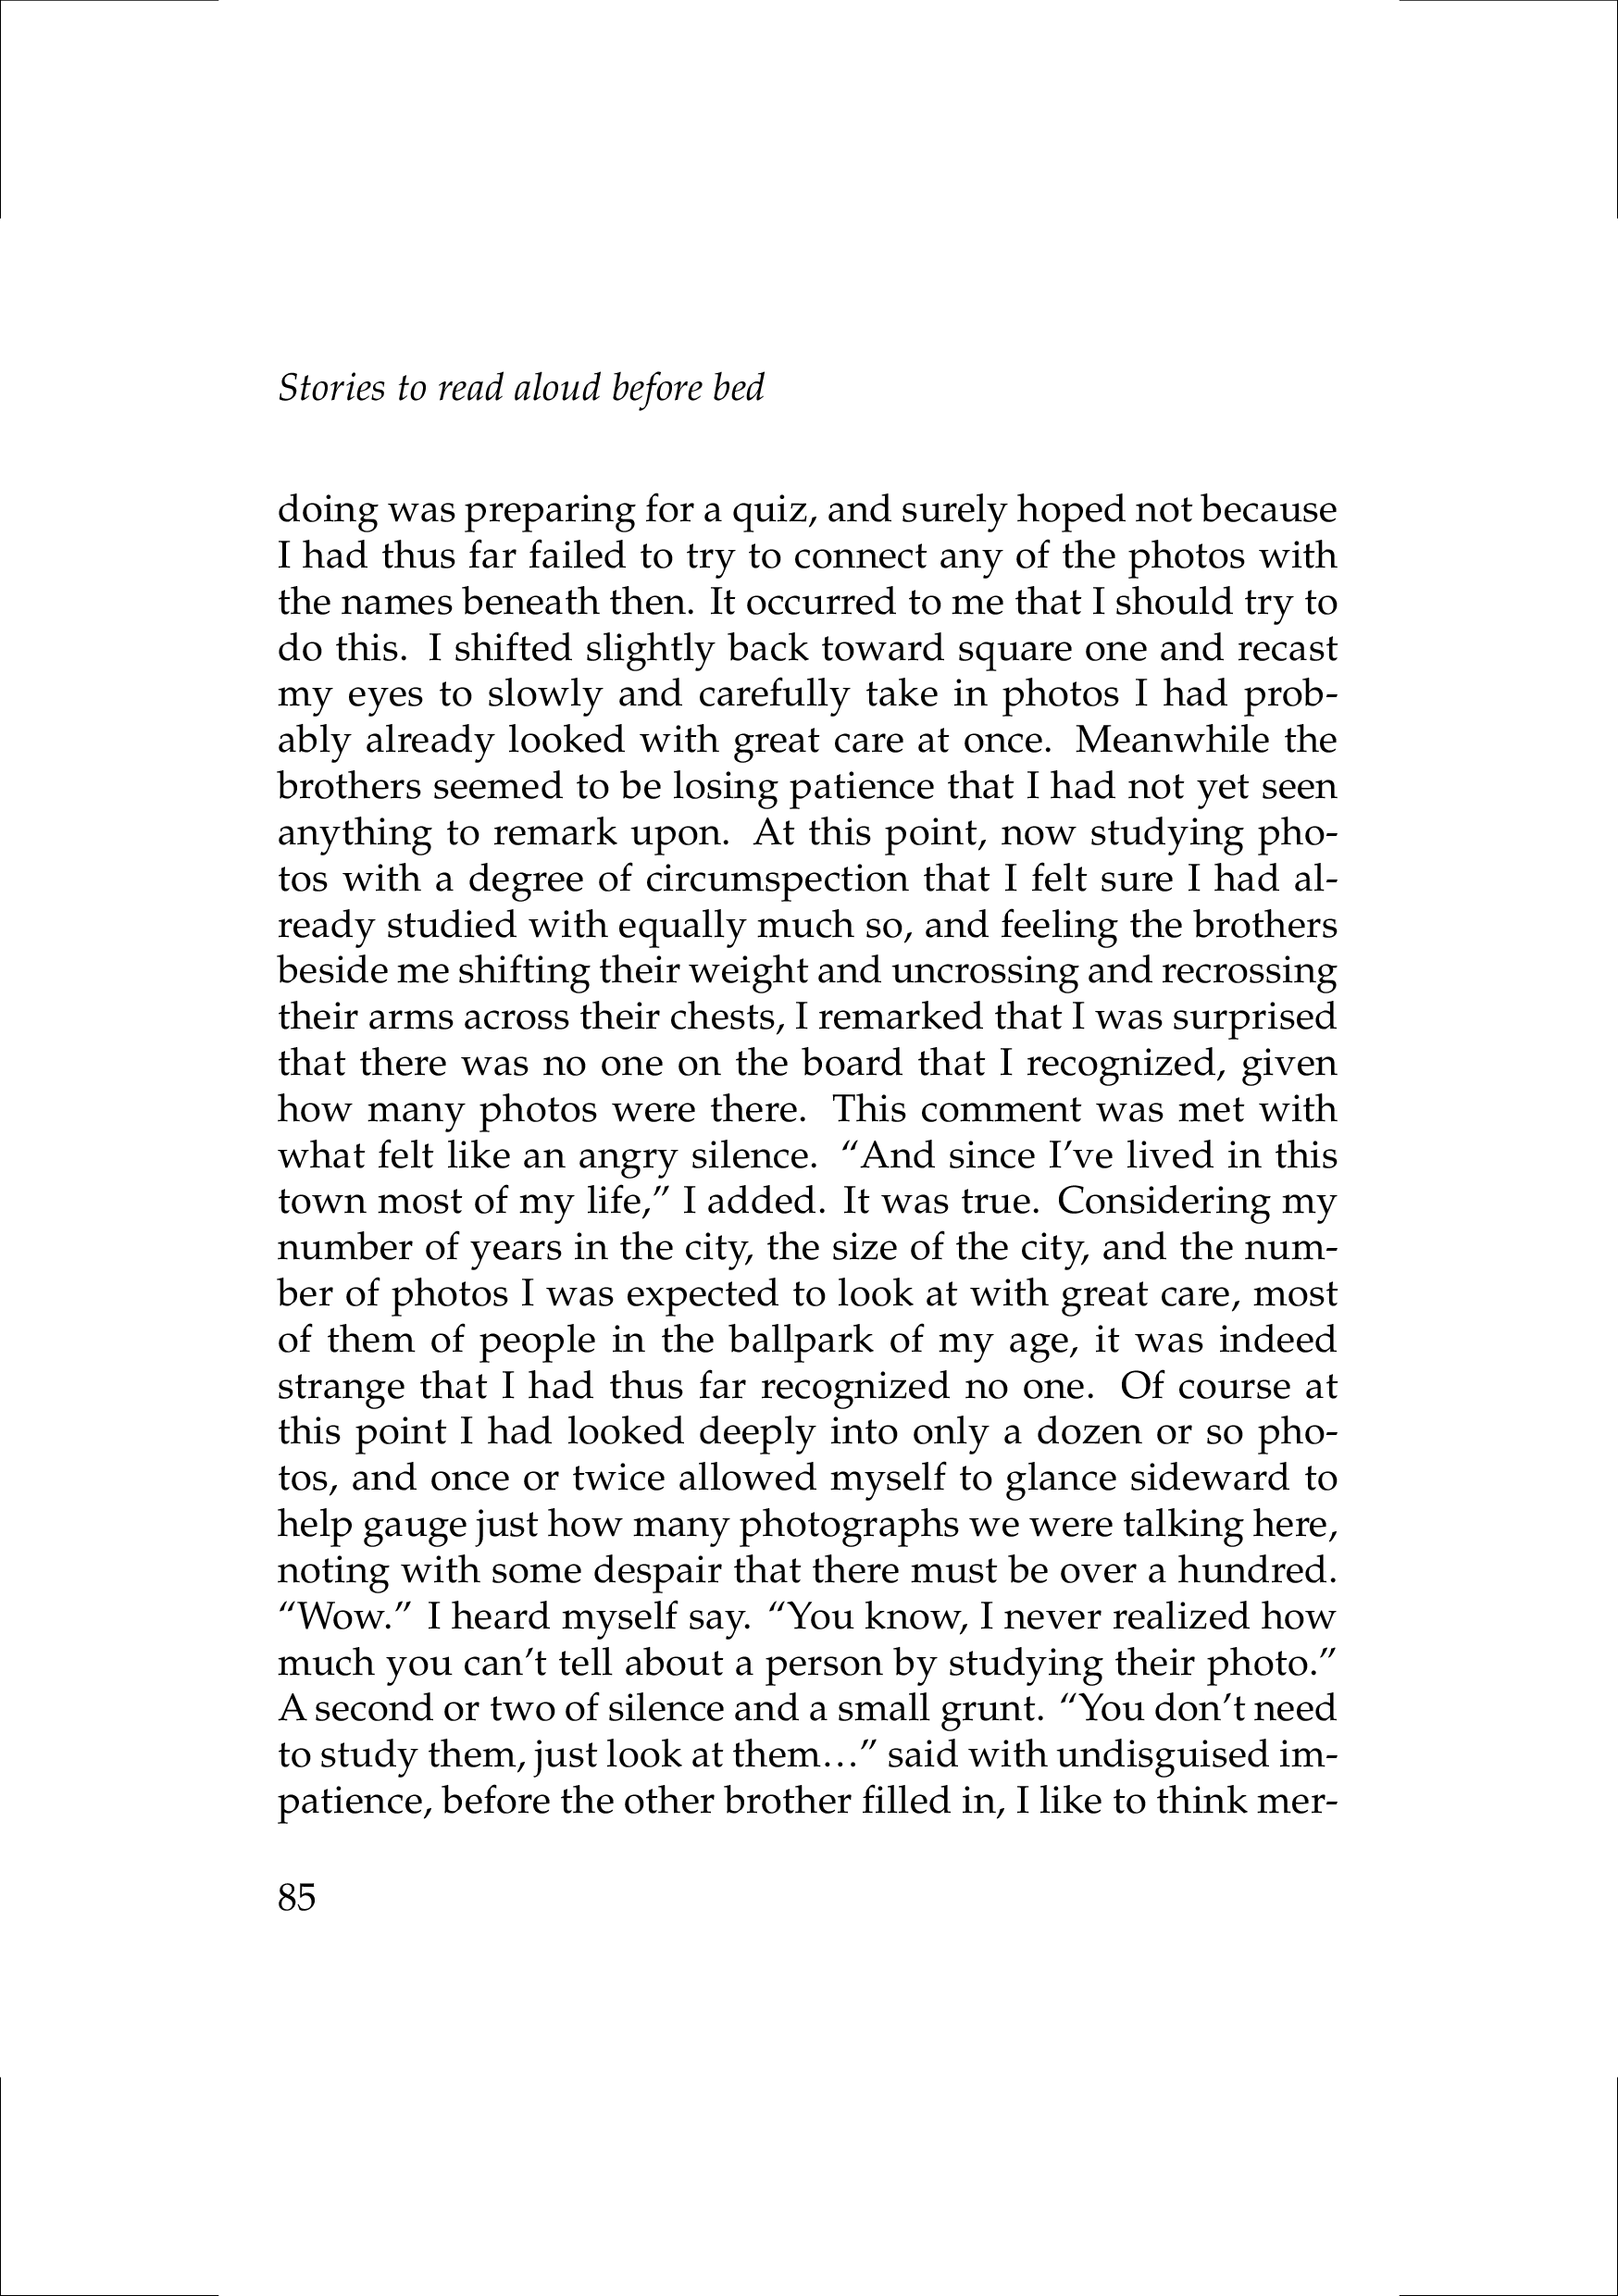 Stories to read aloud before bed
doing was preparing for a quiz, and surely hoped not because
I had thus far failed to try to connect any of the photos with
the names beneath then. It occurred to me that I should try to
do this. I shifted slightly back toward square one and recast
my eyes to slowly and carefully take in photos I had prob-
ably already looked with great care at once. Meanwhile the
brothers seemed to be losing patience that I had not yet seen
anything to remark upon. At this point, now studying pho-
tos with a degree of circumspection that I felt sure I had al-
ready studied with equally much so, and feeling the brothers
beside me shifting their weight and uncrossing and recrossing
their arms across their chests, I remarked that I was surprised
that there was no one on the board that I recognized, given
how many photos were there. This comment was met with
what felt like an angry silence. “And since I’ve lived in this
town most of my life,” I added. It was true. Considering my
number of years in the city, the size of the city, and the num-
ber of photos I was expected to look at with great care, most
of them of people in the ballpark of my age, it was indeed
strange that I had thus far recognized no one. Of course at
this point I had looked deeply into only a dozen or so pho-
tos, and once or twice allowed myself to glance sideward to
help gauge just how many photographs we were talking here,
noting with some despair that there must be over a hundred.
“Wow.” I heard myself say. “You know, I never realized how
much you can’t tell about a person by studying their photo.”
A second or two of silence and a small grunt. “You don’t need
to study them, just look at them…” said with undisguised im-
patience, before the other brother filled in, I like to think mer-
85